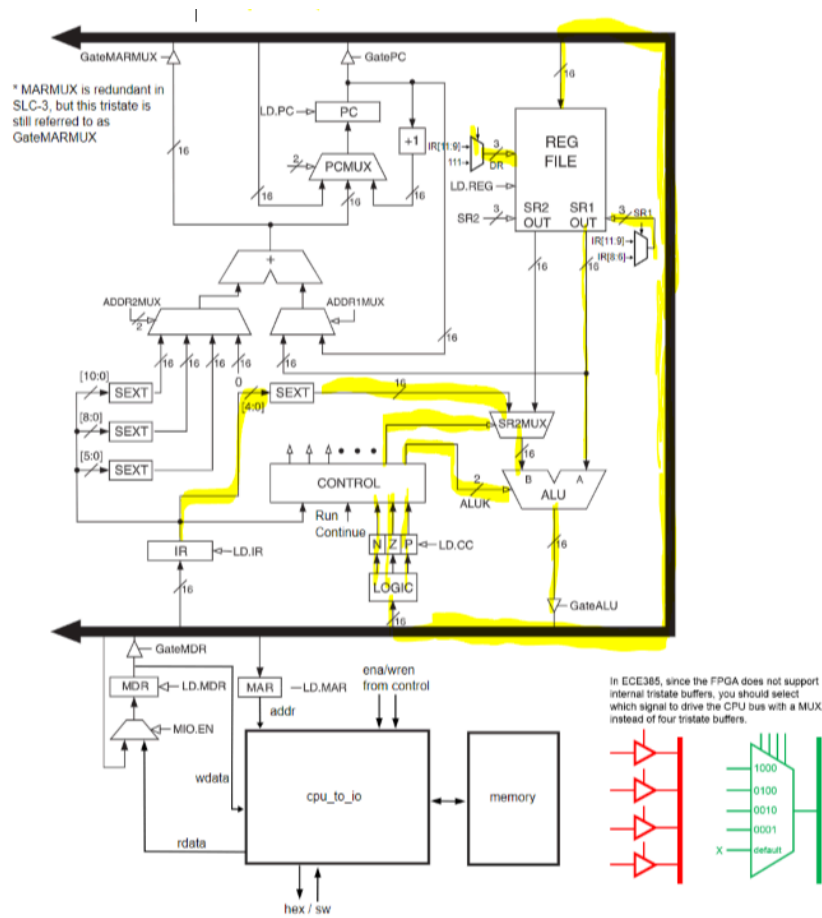 GateMARMUX
GatePC
* MARMUX is redundant in
SLC-3, but this tristate is
still referred to as
GateMARMUX
16
LD.PC
PC
+1
IR[11:9]
3
REG
FILE
16
2
PCMUX
111
DR
LD.REG
16
16
16
SR2
3
SR2
OUT
SR1
OUT
3
SR1
IR[11:9]
IR[8:6]
+
16
16
ADDR2MUX
2
ADDR1MUX
16
16
16
16
16
16
0
[10:0]
SEXT
[4:0]
SEXT
16
[8:0]
SEXT
SR2MUX
[5:0]
SEXT
16
CONTROL
2
ALUK
B
A
ALU
Run
Continue
N
Z
P
LD.CC
IR
LD.IR
16
LOGIC
16
16
GateALU
GateMDR
MDR
LD.MDR
MAR
LD.MAR
ena/wren
from control
addr
MIO.EN
wdata
cpu_to_io
memory
rdata
hex / sw
In ECE385, since the FPGA does not support
internal tristate buffers, you should select
which signal to drive the CPU bus with a MUX
instead of four tristate buffers.
1000
0100
0010
0001
X
default